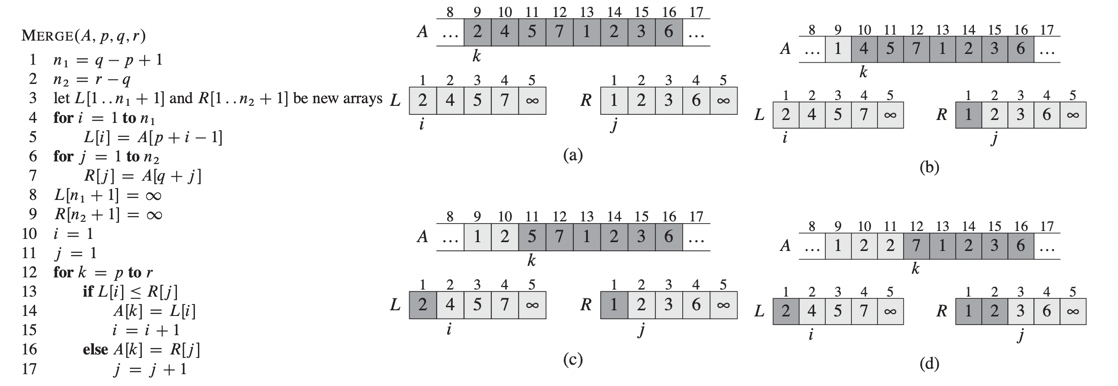 MERGE(A, p, q, r)
1 n₁ = q − p + 1
2 n₂ = r − q
3 let L[1 . . n₁ + 1] and R[1 . . n₂ + 1] be new arrays
4 for i = 1 to n₁
5 L[i] = A[p + i − 1]
6 for j = 1 to n₂
7 R[j] = A[q + j]
8 L[n₁ + 1] = ∞
9 R[n₂ + 1] = ∞
10 i = 1
11 j = 1
12 for k = p to r
13 if L[i] ≤ R[j]
14 A[k] = L[i]
15 i = i + 1
16 else A[k] = R[j]
17 j = j + 1
8 9 10 11 12 13 14 15 16 17
A … 2 4 5 7 1 2 3 6 …
k
1 2 3 4 5 1 2 3 4 5
L 2 4 5 7 ∞ R 1 2 3 6 ∞
i j
(a)
8 9 10 11 12 13 14 15 16 17
A … 1 4 5 7 1 2 3 6 …
k
1 2 3 4 5 1 2 3 4 5
L 2 4 5 7 ∞ R 1 2 3 6 ∞
i j
(b)
8 9 10 11 12 13 14 15 16 17
A … 1 2 5 7 1 2 3 6 …
k
1 2 3 4 5 1 2 3 4 5
L 2 4 5 7 ∞ R 1 2 3 6 ∞
i j
(c)
8 9 10 11 12 13 14 15 16 17
A … 1 2 2 7 1 2 3 6 …
k
1 2 3 4 5 1 2 3 4 5
L 2 4 5 7 ∞ R 1 2 3 6 ∞
i j
(d)